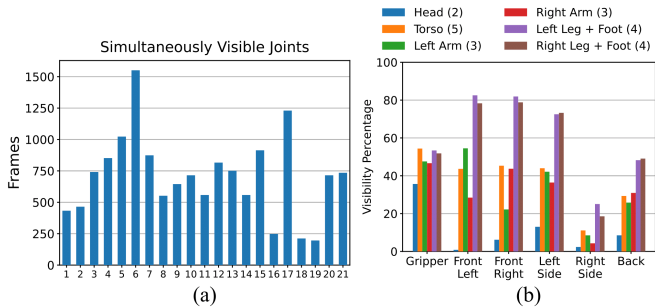 Simultaneously Visible Joints
Frames
1500
1250
1000
750
500
250
0
1 2 3 4 5 6 7 8 9 10 11 12 13 14 15 16 17 18 19 20 21
(a)
Head (2)
Torso (5)
Left Arm (3)
Right Arm (3)
Left Leg + Foot (4)
Right Leg + Foot (4)
Visibility Percentage
100
80
60
40
20
0
Gripper
Front
Left
Front
Right
Left
Side
Right
Side
Back
(b)